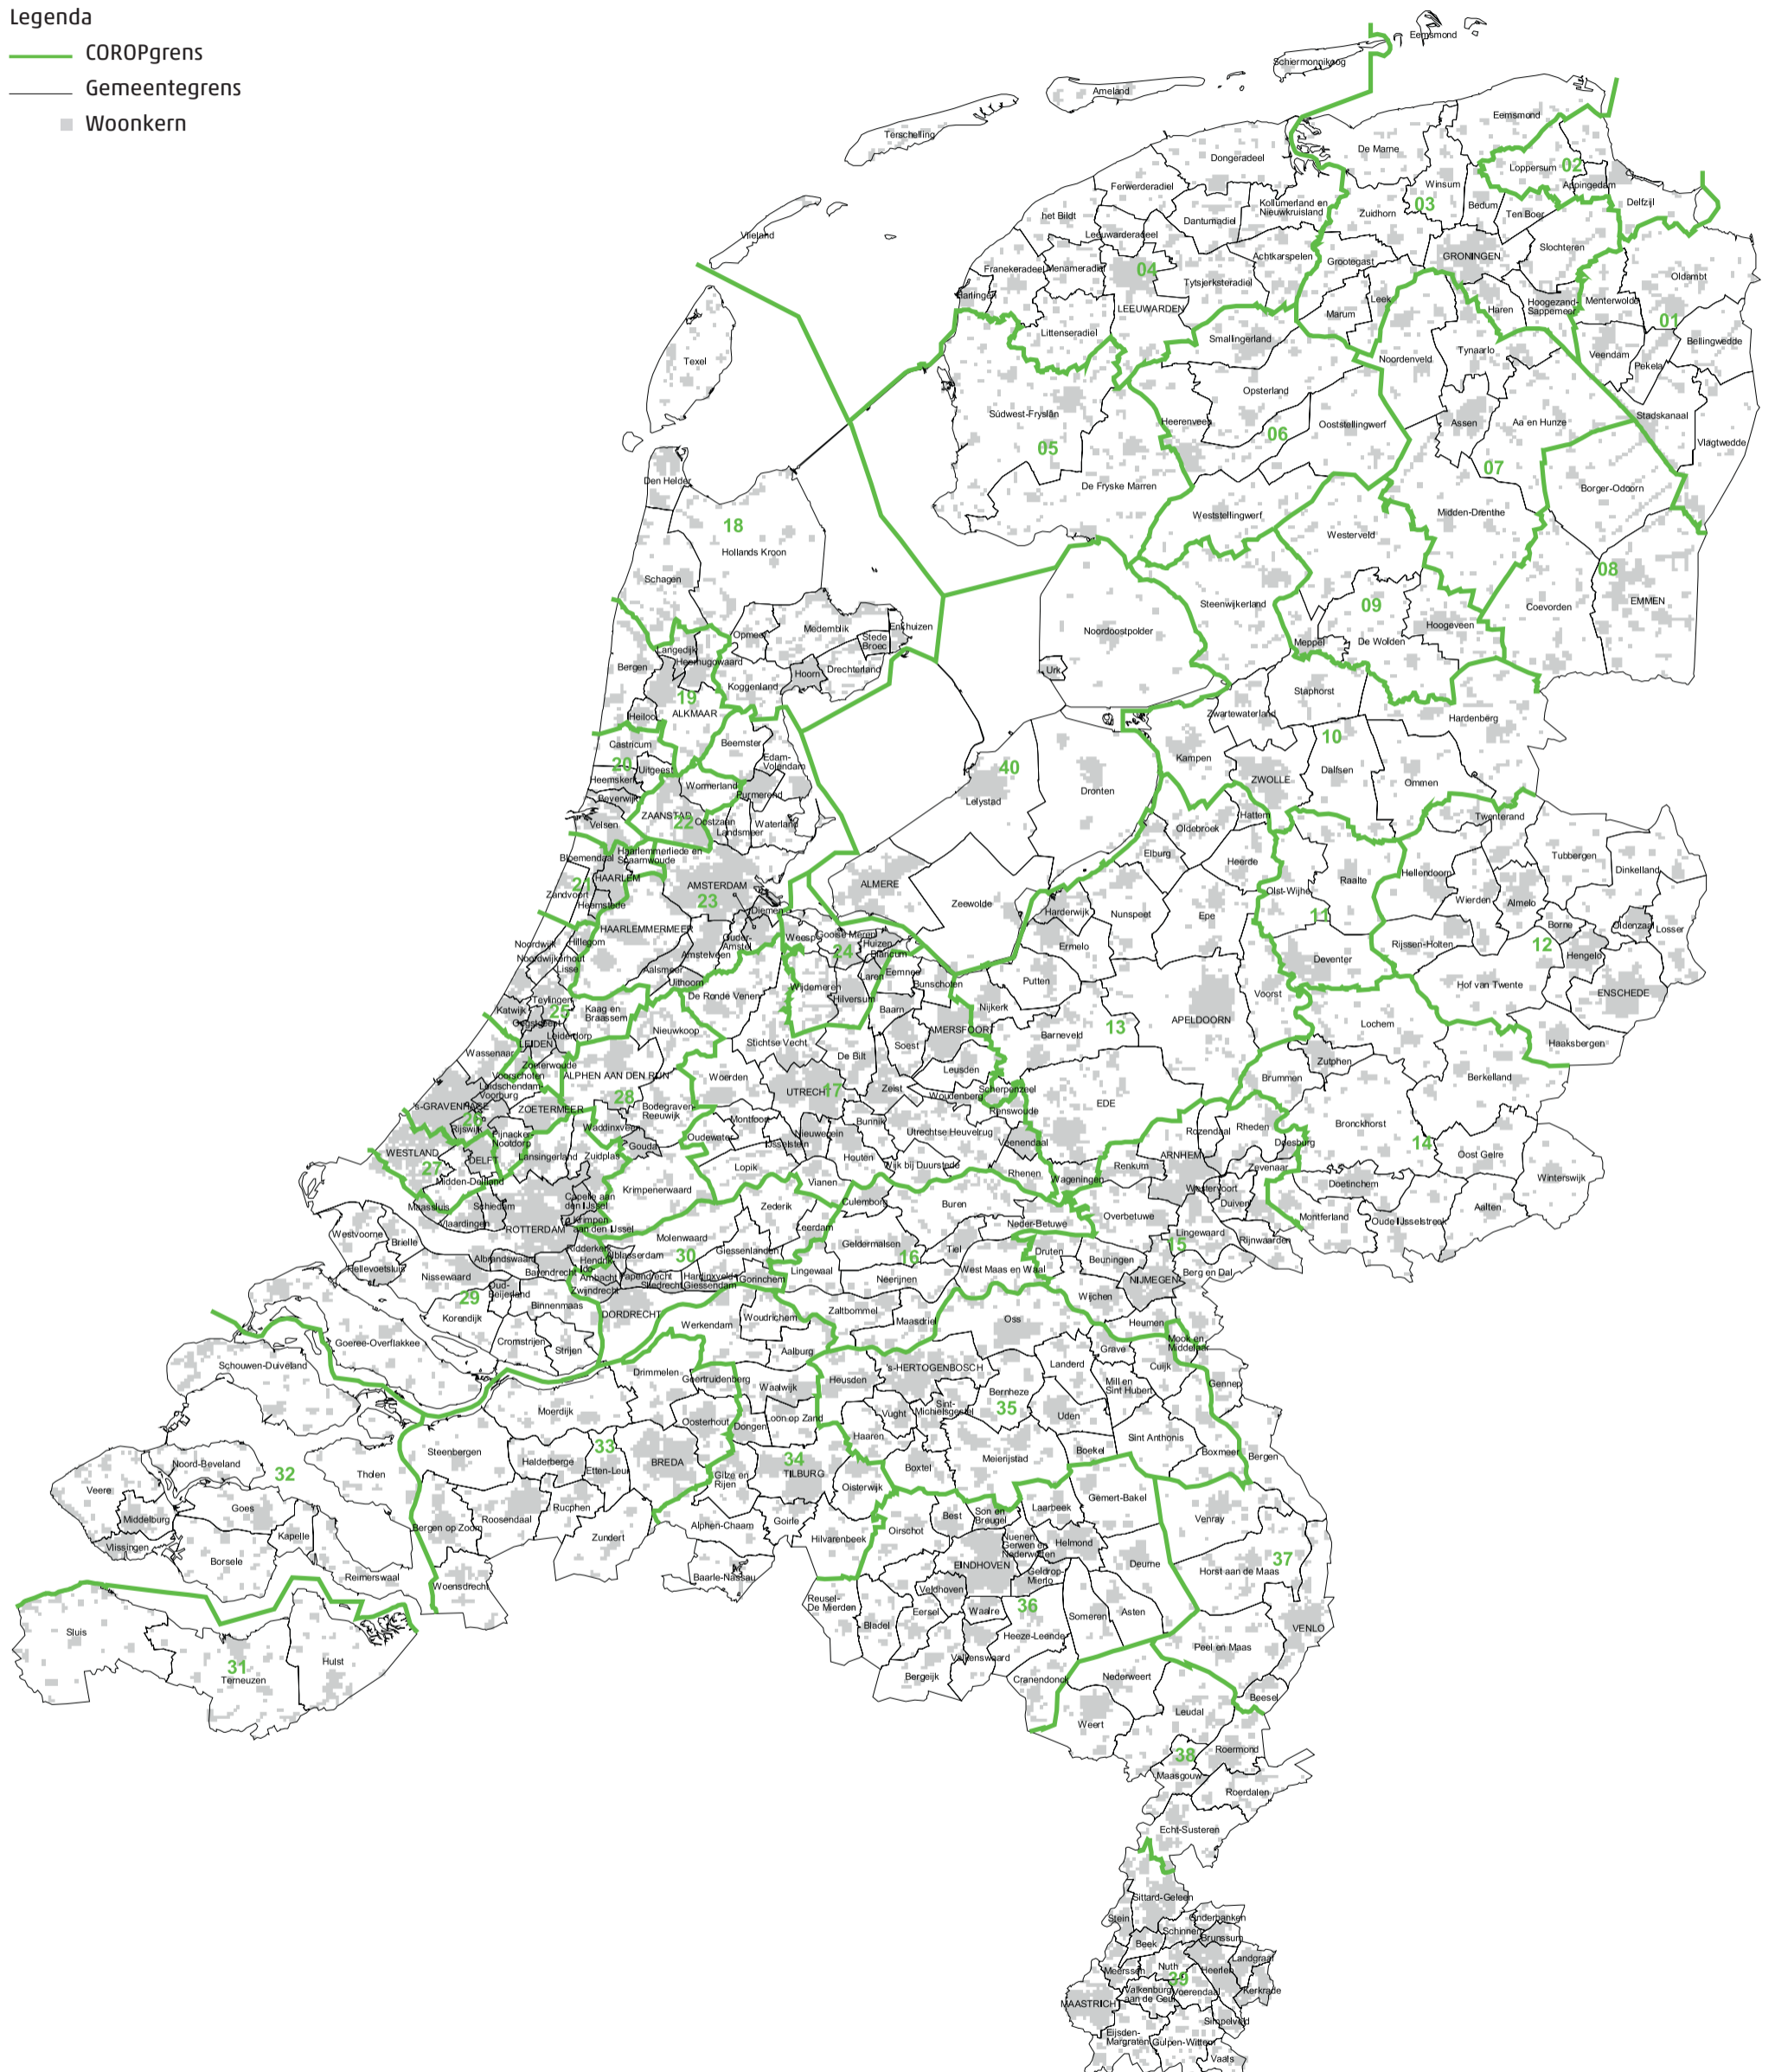 Legenda
COROPgrens
Gemeentegrens
Woonkern
Eemsmond
Schiermonnikoog
Ameland
Terschelling
Vlieland
Texel
Eemsmond
De Marne
Dongeradeel
Loppersum
02
Appingedam
Ferwerderadiel
Winsum
Delfzijl
03
Bedum
Kollumerland en
Nieuwkruisland
het Bildt
Dantumadiel
Zuidhorn
Ten Boer
Leeuwarderadeel
Slochteren
Achtkarspelen
Grootegast
GRONINGEN
Franekeradeel
Menameradiel
04
Tytsjerksteradiel
Oldambt
Harlingen
LEEUWARDEN
Leek
Marum
Haren
Hoogezand-
Sappemeer
Menterwolde
01
Littenseradiel
Smallingerland
Bellingwedde
Noordenveld
Tynaarlo
Veendam
Pekela
Opsterland
Súdwest-Fryslân
Heerenveen
06
Ooststellingwerf
Assen
Aa en Hunze
Stadskanaal
Vlagtwedde
05
07
De Fryske Marren
Borger-Odoorn
Weststellingwerf
Midden-Drenthe
Westerveld
Den Helder
18
Hollands Kroon
Schagen
08
EMMEN
Coevorden
09
Steenwijkerland
Noordoostpolder
Hoogeveen
Meppel
De Wolden
Urk
Opmeer
Medemblik
Enkhuizen
Stede
Broec
Drechterland
Hoorn
Koggenland
Langedijk
Heerhugowaard
Bergen
19
ALKMAAR
Heiloo
Staphorst
Zwartewaterland
Hardenberg
10
Castricum
Beemster
Edam-
Volendam
20
Uitgeest
Heemskerk
Wormerland
Purmerend
Beverwijk
ZAANSTAD
22
Oostzaan
Landsmeer
Waterland
Velsen
40
Lelystad
Dronten
Kampen
ZWOLLE
Dalfsen
Ommen
Hattem
Oldebroek
Twenterand
Elburg
Heerde
Tubbergen
Dinkelland
Bloemendaal
Haarlemmerliede en
Spaarnwoude
HAARLEM
21
Zandvoort
Heemstede
AMSTERDAM
23
Diemen
ALMERE
Zeewolde
Harderwijk
Nunspeet
Epe
Olst-Wijhe
Raalte
11
Hellendoorn
Wierden
Almelo
Borne
Oldenzaal
Losser
12
Hengelo
Rijssen-Holten
HAARLEMMERMEER
Ouder-
Amstel
Weesp
Gooise Meren
Huizen
24
Blaricum
Ermelo
Noordwijk
Hillegom
Noordwijkerhout
Lisse
Amstelveen
Aalsmeer
Uithoorn
Laren
Eemnes
Bunschoten
Deventer
Putten
Hof van Twente
ENSCHEDE
Wijdemeren
Hilversum
De Ronde Venen
Teylingen
Katwijk
25
Kaag en
Braassem
Oegstgeest
Leiderdorp
LEIDEN
Nieuwkoop
Baarn
Nijkerk
AMERSFOORT
Voorst
APELDOORN
Lochem
13
Barneveld
Haaksbergen
Stichtse Vecht
Soest
De Bilt
Wassenaar
Zoeterwoude
Voorschoten
Leidschendam-
Voorburg
ALPHEN AAN DEN RIJN
Woerden
Leusden
Zutphen
Brummen
Berkelland
28
UTRECHT
17
Zeist
Woudenberg
Scherpenzeel
Renswoude
EDE
's-GRAVENHAGE
26
Rijswijk
ZOETERMEER
Bodegraven-
Reeuwijk
Waddinxveen
Montfoort
Nieuwegein
Bunnik
Utrechtse Heuvelrug
Veenendaal
Rozendaal
Rheden
Bronckhorst
14
Doesburg
Pijnacker-
Nootdorp
Gouda
Oudewater
IJsselstein
WESTLAND
27
DELFT
Lansingerland
Zuidplas
Houten
Wijk bij Duurstede
Rhenen
Renkum
ARNHEM
Zevenaar
Oost Gelre
Winterswijk
Midden-Delfland
Lopik
Vianen
Wageningen
Westervoort
Duiven
Doetinchem
Maassluis
Schiedam
Capelle aan
den IJssel
Krimpenerwaard
Vlaardingen
ROTTERDAM
Krimpen
aan den IJssel
Culemborg
Buren
Neder-Betuwe
Overbetuwe
Montferland
Oude IJsselstreek
Aalten
Zederik
Leerdam
Westvoorne
Brielle
Molenwaard
Giessenlanden
30
Geldermalsen
16
Tiel
Druten
Beuningen
15
Lingewaard
Rijnwaarden
Ridderkerk
Alblasserdam
Hendrik-
Ido-
Ambacht
Albrandswaard
Barendrecht
Hellevoetsluis
Nissewaard
Papendrecht
Sliedrecht
Hardinxveld-
Giessendam
Gorinchem
Lingewaal
Neerijnen
West Maas en Waal
NIJMEGEN
Berg en Dal
Zwijndrecht
Oud-
Beijerland
29
Binnenmaas
Korendijk
DORDRECHT
Wijchen
Zaltbommel
Maasdriel
Woudrichem
Werkendam
Oss
Heumen
Mook en
Middelaar
Cromstrijen
Strijen
Goeree-Overflakkee
Aalburg
Grave
Cuijk
Schouwen-Duiveland
Drimmelen
Geertruidenberg
Heusden
's-HERTOGENBOSCH
Landerd
Mill en
Sint Hubert
Gennep
Waalwijk
Bernheze
Sint-
Michielsgestel
35
Uden
Moerdijk
Oosterhout
Dongen
Loon op Zand
Vught
Haaren
Sint Anthonis
Boxmeer
Bergen
Steenbergen
33
Halderberge
Etten-Leur
BREDA
34
TILBURG
Gilze en
Rijen
Boekel
Meierijstad
Boxtel
Noord-Beveland
32
Tholen
Veere
Goes
Oisterwijk
Gemert-Bakel
Middelburg
Kapelle
Vlissingen
Borsele
Reimerswaal
Bergen op Zoom
Roosendaal
Rucphen
Zundert
Alphen-Chaam
Goirle
Hilvarenbeek
Oirschot
Best
Son en
Breugel
Laarbeek
Venray
Nuenen,
Gerwen en
Nederwetten
Helmond
EINDHOVEN
Geldrop-
Mierlo
Deurne
37
Horst aan de Maas
Baarle-Nassau
Woensdrecht
Reusel-
De Mierden
Bladel
Veldhoven
Eersel
Waalre
36
Someren
Asten
Heeze-Leende
VENLO
Sluis
31
Terneuzen
Hulst
Valkenswaard
Bergeijk
Cranendonck
Nederweert
Peel en Maas
Beesel
Leudal
Weert
38
Roermond
Maasgouw
Roerdalen
Echt-Susteren
Sittard-Geleen
Stein
Onderbanken
Schinnen
Brunssum
Beek
Landgraaf
Nuth
Heerlen
Meerssen
39
Kerkrade
Valkenburg
aan de Geul
Voerendaal
MAASTRICHT
Simpelveld
Eijsden-
Margraten
Gulpen-Wittem
Vaals